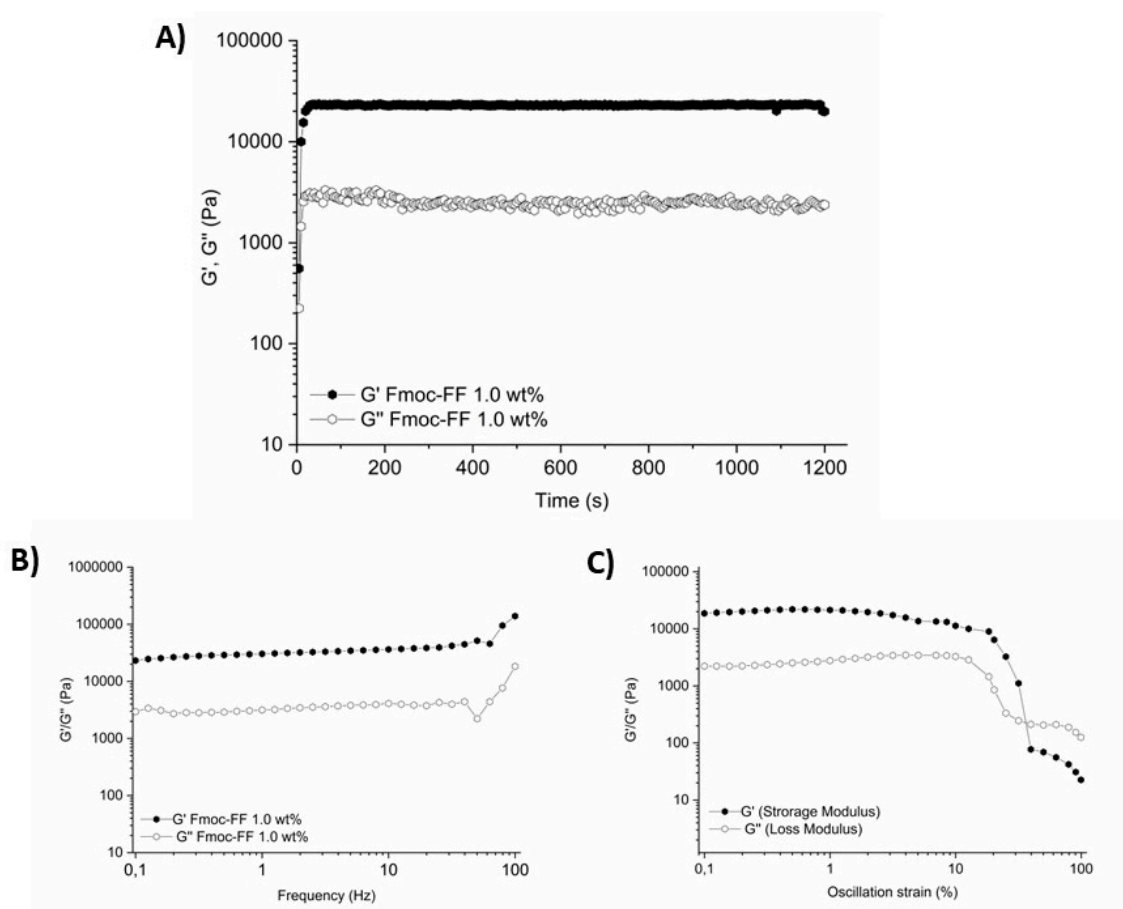 A)
100000
10000
1000
100
10
G', G'' (Pa)
G' Fmoc-FF 1.0 wt%
G'' Fmoc-FF 1.0 wt%
0 200 400 600 800 1000 1200
Time (s)
B)
1000000
100000
10000
1000
100
10
G'/G'' (Pa)
G' Fmoc-FF 1.0 wt%
G'' Fmoc-FF 1.0 wt%
0,1 1 10 100
Frequency (Hz)
C)
100000
10000
1000
100
10
G'/G'' (Pa)
G' (Strorage Modulus)
G'' (Loss Modulus)
0,1 1 10 100
Oscillation strain (%)